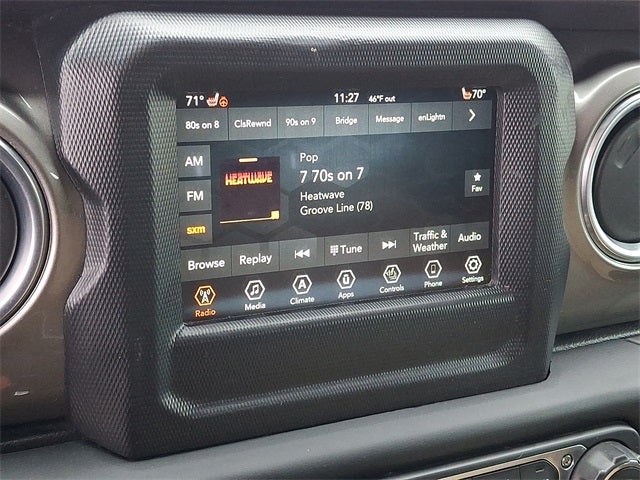 71° 11:27 46°F out 70°
80s on 8 ClsRewnd 90s on 9 Bridge Message enLightn
AM
FM
sxm
HEATWAVE
Pop
7 70s on 7
Heatwave
Groove Line (78)
Fav
Browse Replay Tune Traffic & Weather Audio
Radio Media Climate Apps Controls Phone Settings
A